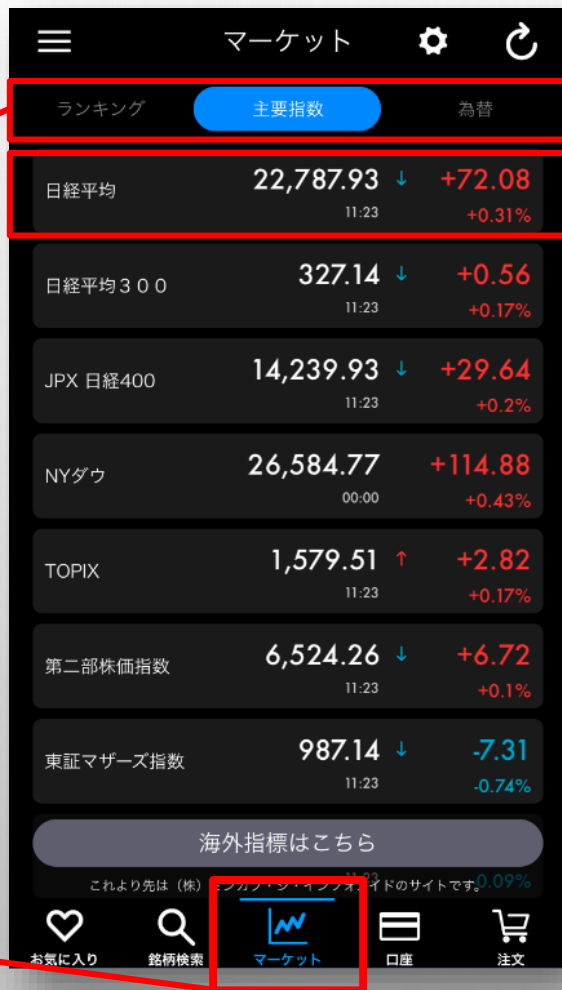 マーケット
ランキング 主要指数 為替
日経平均 22,787.93 ↓ +72.08
11:23 +0.31%
日経平均３００ 327.14 ↓ +0.56
11:23 +0.17%
JPX 日経400 14,239.93 ↓ +29.64
11:23 +0.2%
NYダウ 26,584.77 +114.88
00:00 +0.43%
TOPIX 1,579.51 ↑ +2.82
11:23 +0.17%
第二部株価指数 6,524.26 ↓ +6.72
11:23 +0.1%
東証マザーズ指数 987.14 ↓ -7.31
11:23 -0.74%
海外指標はこちら
これより先は（株） のサイトです。 0.09%
お気に入り 銘柄検索 マーケット 口座 注文